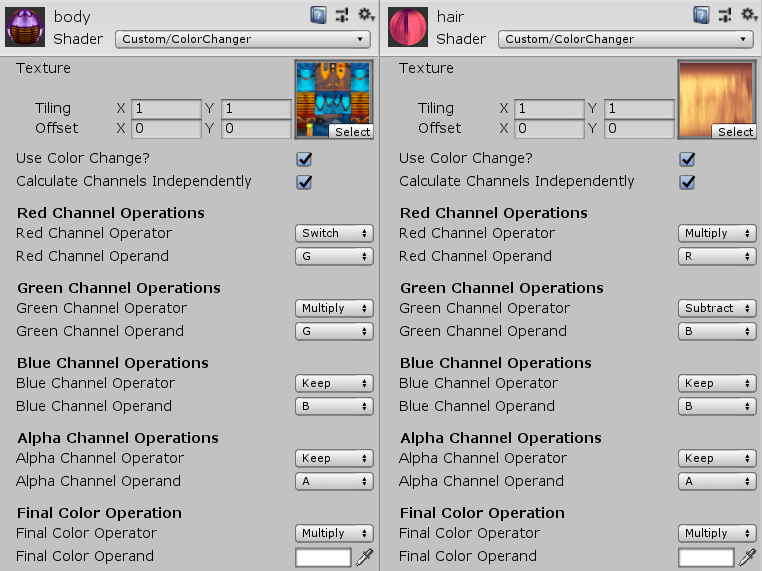 body
Shader Custom/ColorChanger
Texture
Tiling X 1 Y 1
Offset X 0 Y 0
Select
Use Color Change?
Calculate Channels Independently
Red Channel Operations
Red Channel Operator Switch
Red Channel Operand G
Green Channel Operations
Green Channel Operator Multiply
Green Channel Operand G
Blue Channel Operations
Blue Channel Operator Keep
Blue Channel Operand B
Alpha Channel Operations
Alpha Channel Operator Keep
Alpha Channel Operand A
Final Color Operation
Final Color Operator Multiply
Final Color Operand
hair
Shader Custom/ColorChanger
Texture
Tiling X 1 Y 1
Offset X 0 Y 0
Select
Use Color Change?
Calculate Channels Independently
Red Channel Operations
Red Channel Operator Multiply
Red Channel Operand R
Green Channel Operations
Green Channel Operator Subtract
Green Channel Operand B
Blue Channel Operations
Blue Channel Operator Keep
Blue Channel Operand B
Alpha Channel Operations
Alpha Channel Operator Keep
Alpha Channel Operand A
Final Color Operation
Final Color Operator Multiply
Final Color Operand